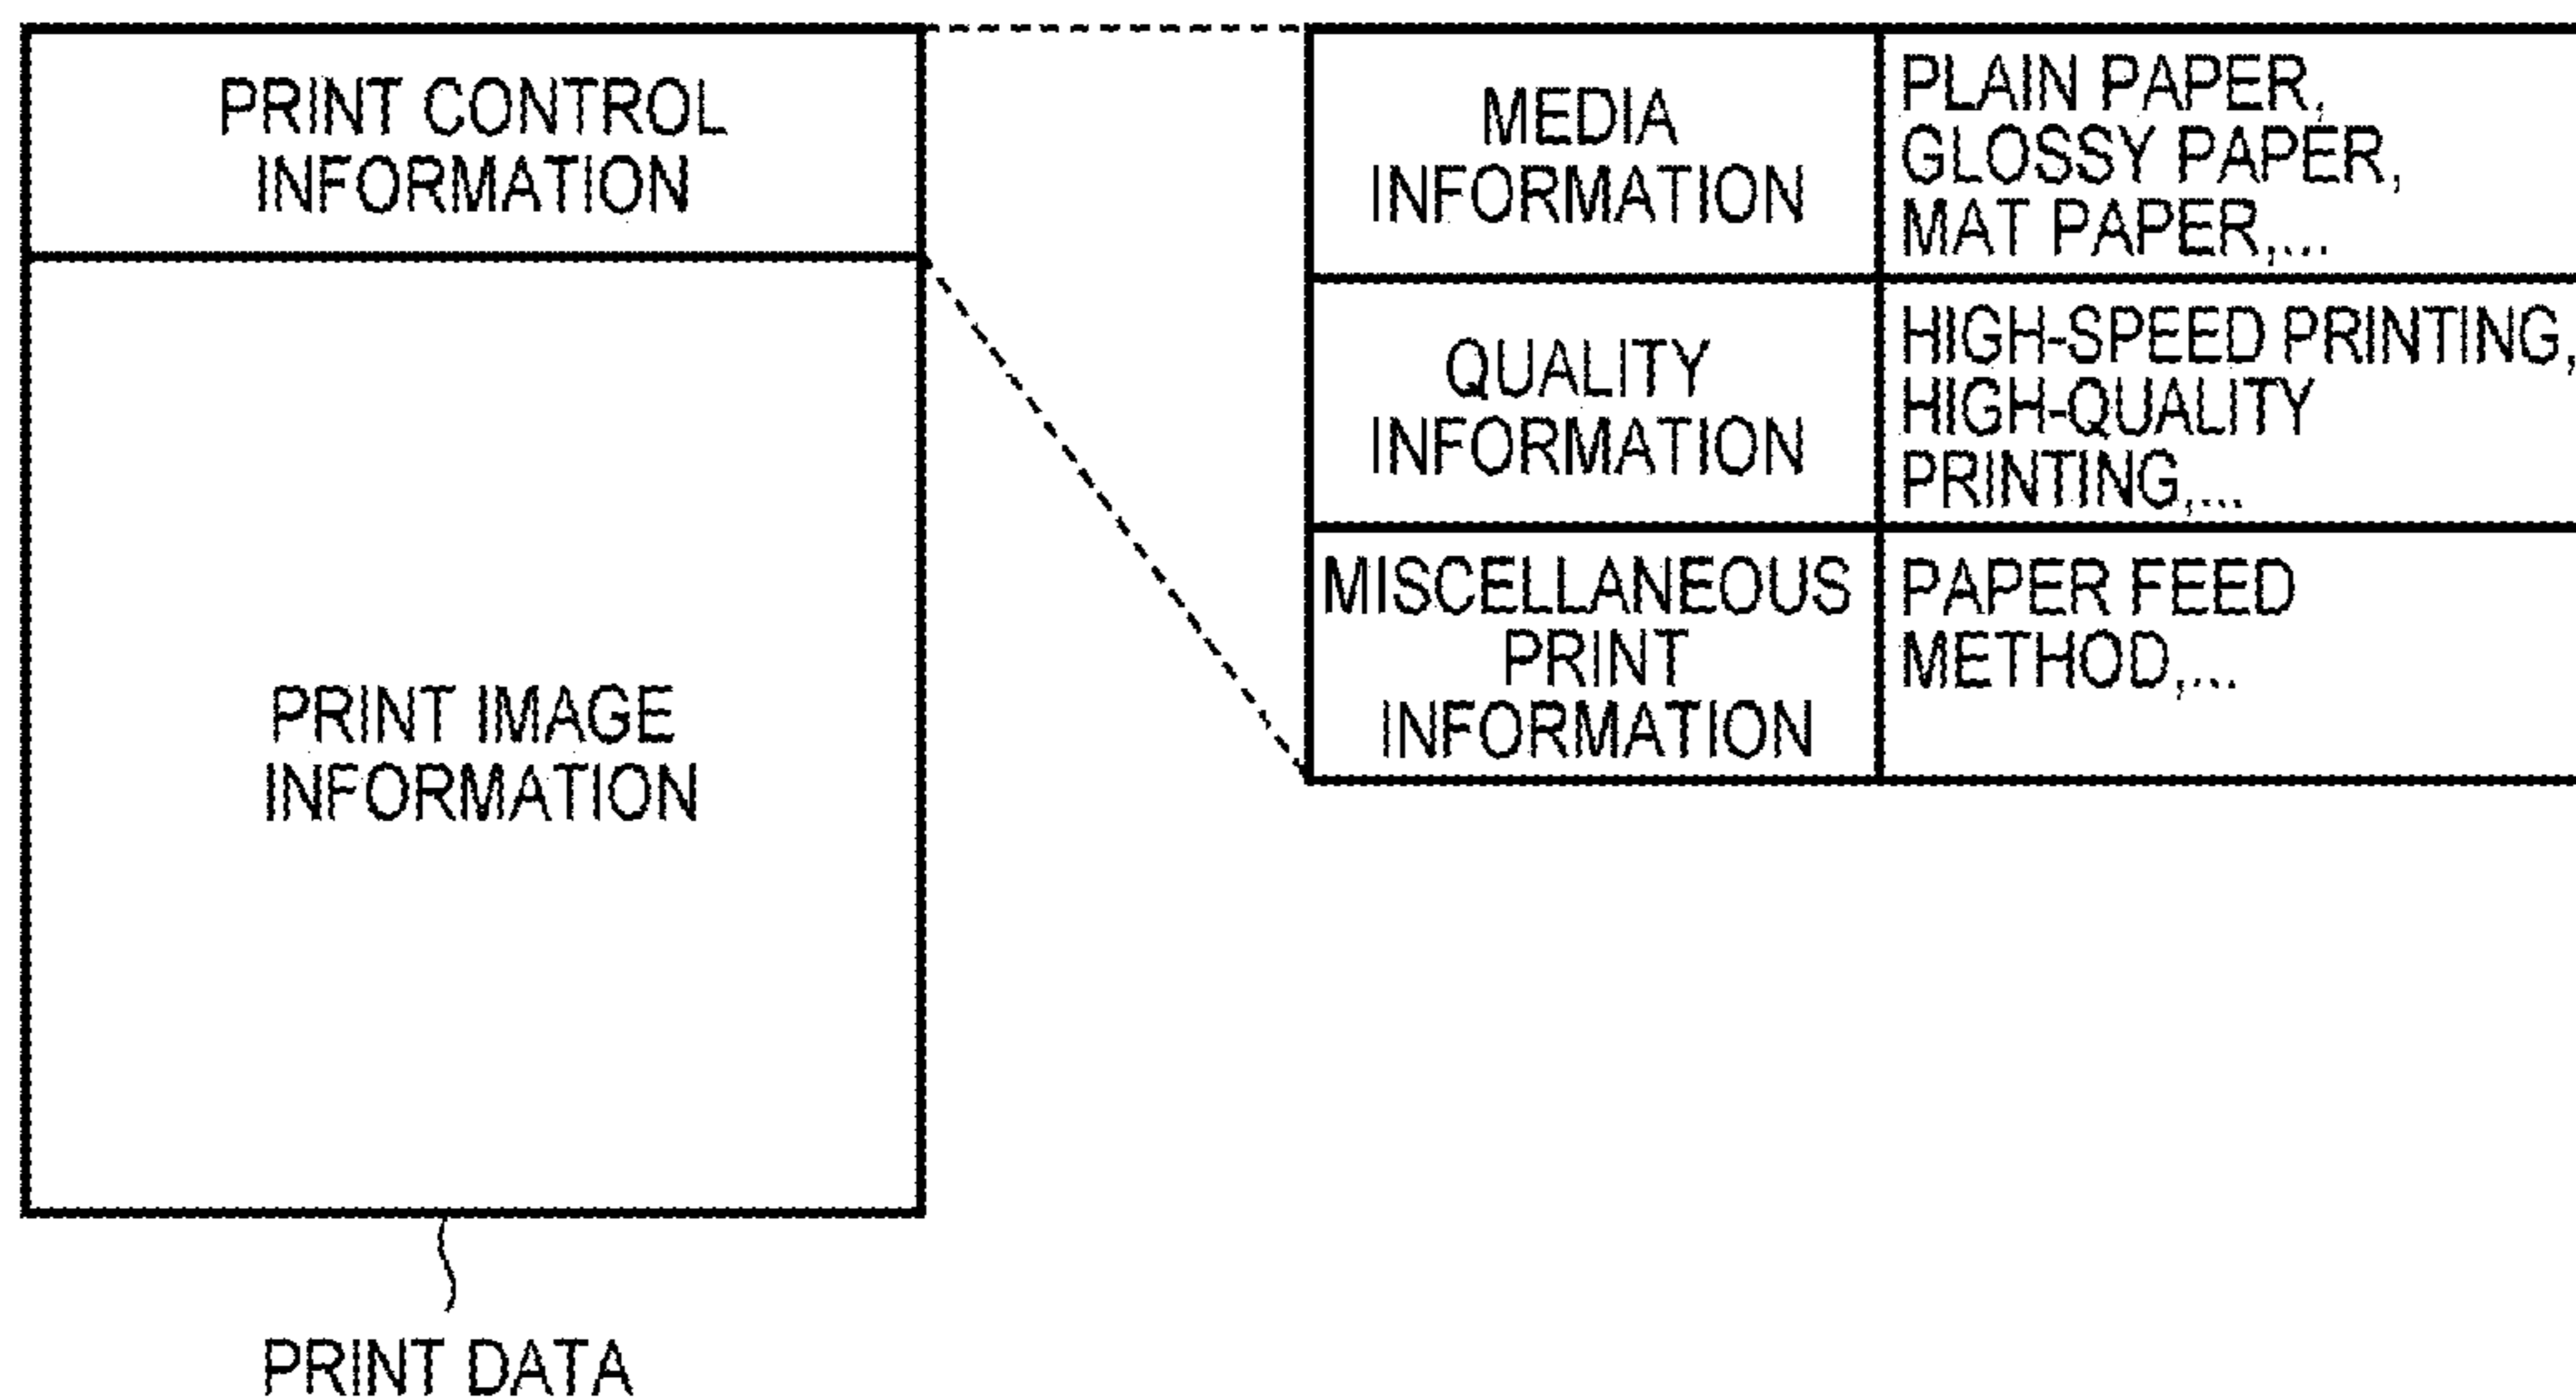 PRINT CONTROL
INFORMATION
PRINT IMAGE
INFORMATION
PRINT DATA
MEDIA
INFORMATION
PLAIN PAPER,
GLOSSY PAPER,
MAT PAPER,...
QUALITY
INFORMATION
HIGH-SPEED PRINTING,
HIGH-QUALITY
PRINTING,...
MISCELLANEOUS
PRINT
INFORMATION
PAPER FEED
METHOD,...